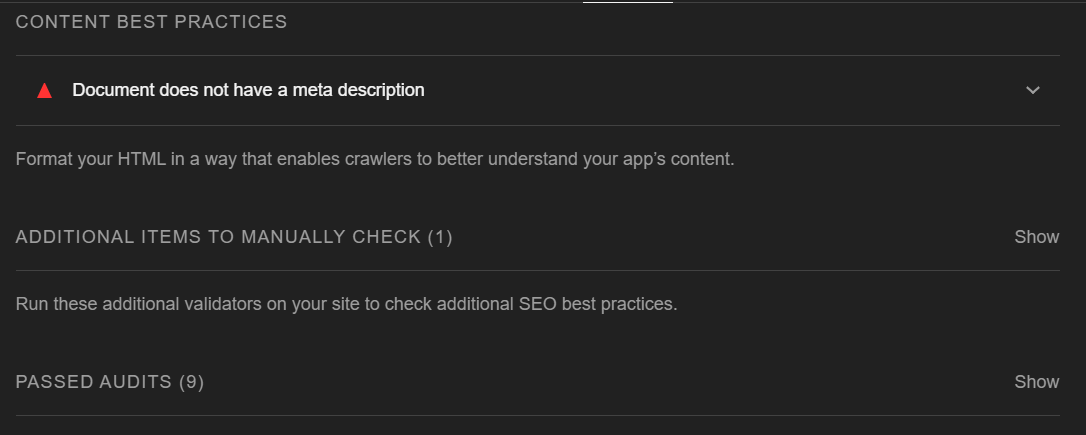 CONTENT BEST PRACTICES
Document does not have a meta description
Format your HTML in a way that enables crawlers to better understand your app’s content.
ADDITIONAL ITEMS TO MANUALLY CHECK (1) Show
Run these additional validators on your site to check additional SEO best practices.
PASSED AUDITS (9) Show